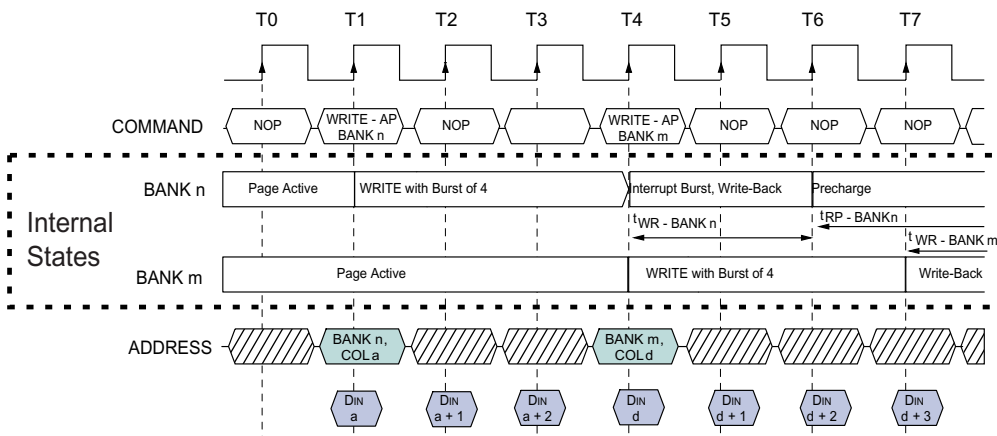 T0 T1 T2 T3 T4 T5 T6 T7
COMMAND NOP WRITE - AP BANK n NOP WRITE - AP BANK m NOP NOP NOP
Internal States
BANK n Page Active WRITE with Burst of 4 Interrupt Burst, Write-Back Precharge
tWR - BANK n tRP - BANK n
tWR - BANK m
BANK m Page Active WRITE with Burst of 4 Write-Back
ADDRESS BANK n, COL a BANK m, COL d
DIN a DIN a + 1 DIN a + 2 DIN d DIN d + 1 DIN d + 2 DIN d + 3